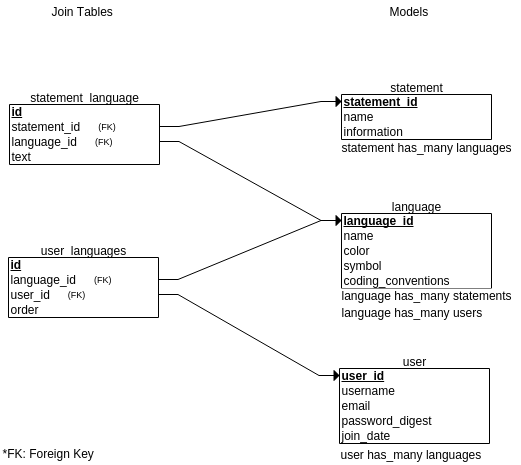 Join Tables
Models
statement_language
id
statement_id (FK)
language_id (FK)
text
statement
statement_id
name
information
statement has_many languages
language
language_id
name
color
symbol
coding_conventions
language has_many statements
language has_many users
user_languages
id
language_id (FK)
user_id (FK)
order
user
user_id
username
email
password_digest
join_date
user has_many languages
*FK: Foreign Key